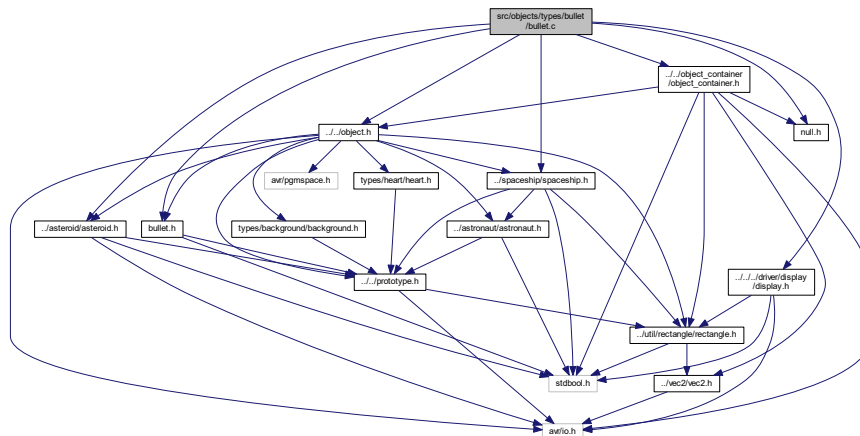 src/objects/types/bullet
/bullet.c
../../object_container
/object_container.h
../../object.h
null.h
avr/pgmspace.h
types/heart/heart.h
../spaceship/spaceship.h
../asteroid/asteroid.h
bullet.h
types/background/background.h
../astronaut/astronaut.h
../../prototype.h
../../../driver/display
/display.h
../util/rectangle/rectangle.h
stdbool.h
../vec2/vec2.h
avr/io.h